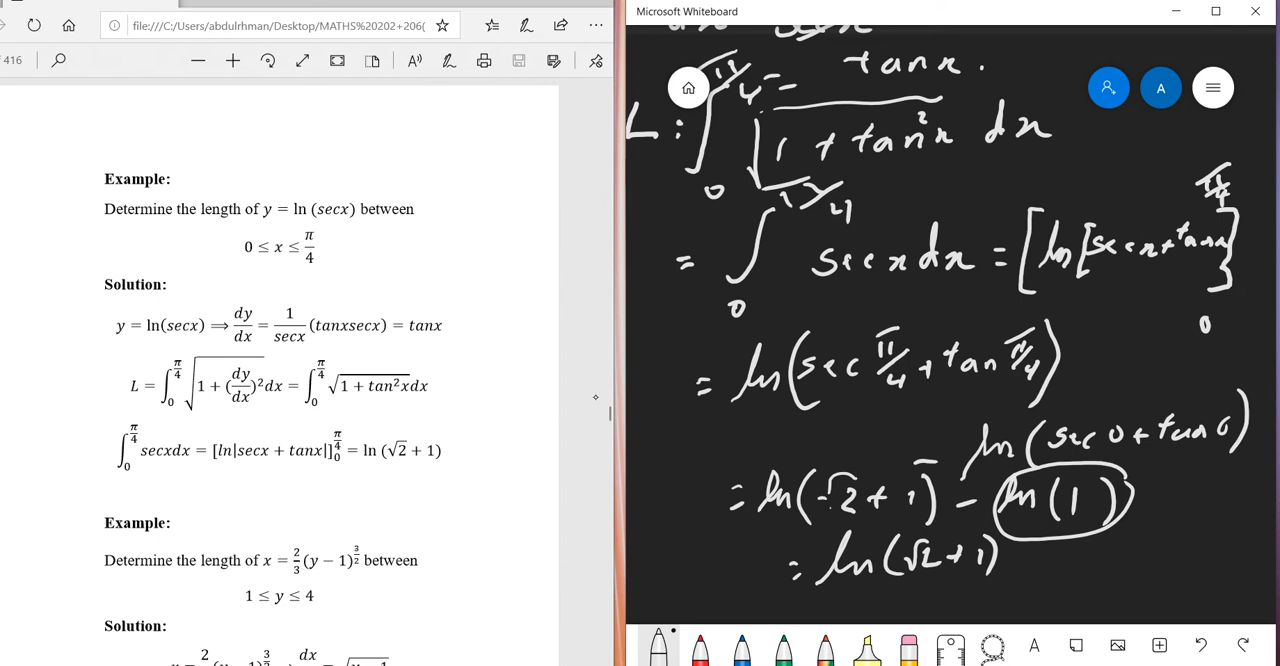 file:///C:/Users/abdulrhman/Desktop/MATHS%20202+206(
416
Example:
Determine the length of y = ln (secx) between
0 ≤ x ≤ π/4
Solution:
y = ln(secx) ⟹ dy/dx = 1/secx (tanxsecx) = tanx
L = ∫₀^(π/4) √(1 + (dy/dx)²) dx = ∫₀^(π/4) √(1 + tan²x) dx
∫₀^(π/4) secxdx = [ln|secx + tanx|]₀^(π/4) = ln (√2 + 1)
Example:
Determine the length of x = 2/3 (y − 1)^(3/2) between
1 ≤ y ≤ 4
Solution:
Microsoft Whiteboard
A
= tanx.
L: ∫₀^(π/4) √(1 + tan²x) dx
= ∫₀^(π/4) secx dx = [ln[secx + tanx]]₀^(π/4)
= ln(sec π/4 + tan π/4)
− ln(sec 0 + tan 0)
= ln(√2 + 1) − ln(1)
= ln(√2 + 1)
A